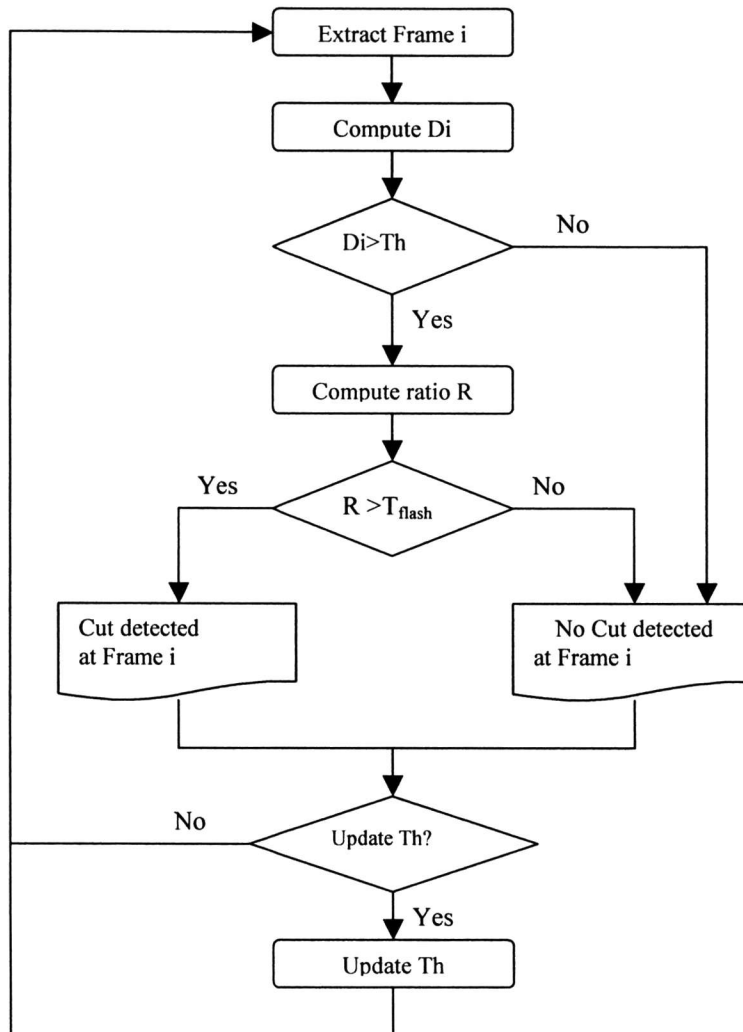 Extract Frame i
Compute Di
Di>Th
No
Yes
Compute ratio R
Yes
R >T_flash
No
Cut detected
at Frame i
No Cut detected
at Frame i
No
Update Th?
Yes
Update Th